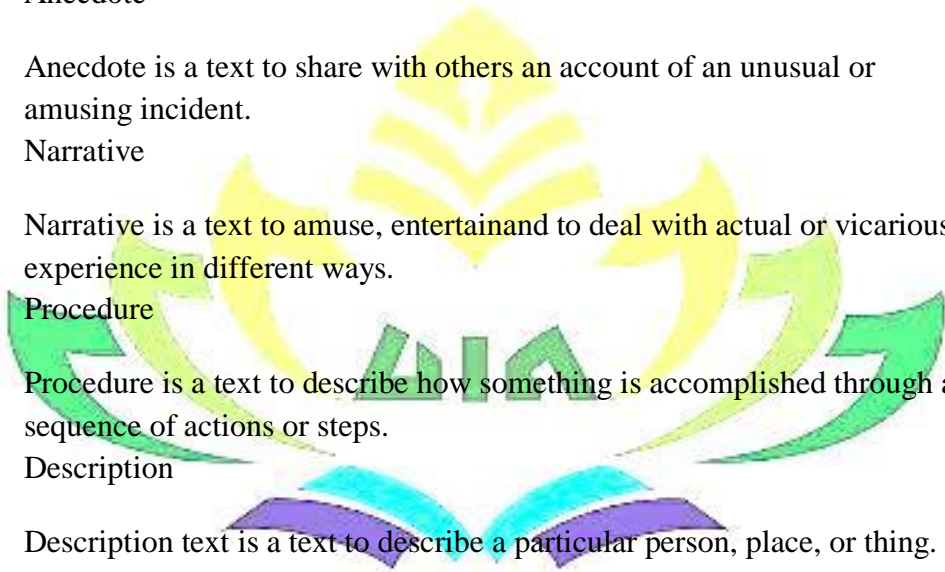 Anecdote
Anecdote is a text to share with others an account of an unusual or
amusing incident.
Narrative
Narrative is a text to amuse, entertainand to deal with actual or vicarious
experience in different ways.
Procedure
Procedure is a text to describe how something is accomplished through a
sequence of actions or steps.
Description
Description text is a text to describe a particular person, place, or thing.